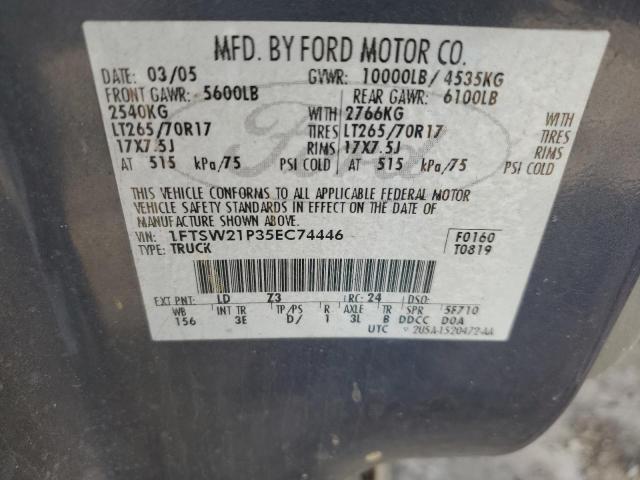 MFD. BY FORD MOTOR CO.
DATE: 03/05 GVWR: 10000LB/ 4535KG
FRONT GAWR: 5600LB REAR GAWR: 6100LB
2540KG WITH 2766KG WITH
LT265/70R17 TIRES LT265/70R17 TIRES
17X7.5J RIMS 17X7.5J RIMS
AT 515 kPa/75 PSI COLD AT 515 kPa/75 PSI COLD
Ford
THIS VEHICLE CONFORMS TO ALL APPLICABLE FEDERAL MOTOR
VEHICLE SAFETY STANDARDS IN EFFECT ON THE DATE OF
MANUFACTURE SHOWN ABOVE.
VIN: 1FTSW21P35EC74446 F0160
TYPE: TRUCK T0819
EXT PNT: LD Z3 RC: 24 DSO:
WB INT TR TP/PS R AXLE TR SPR 5F710
156 3E D/ 1 3L B DDCC D0A
UTC 2U5A-1520472-AA